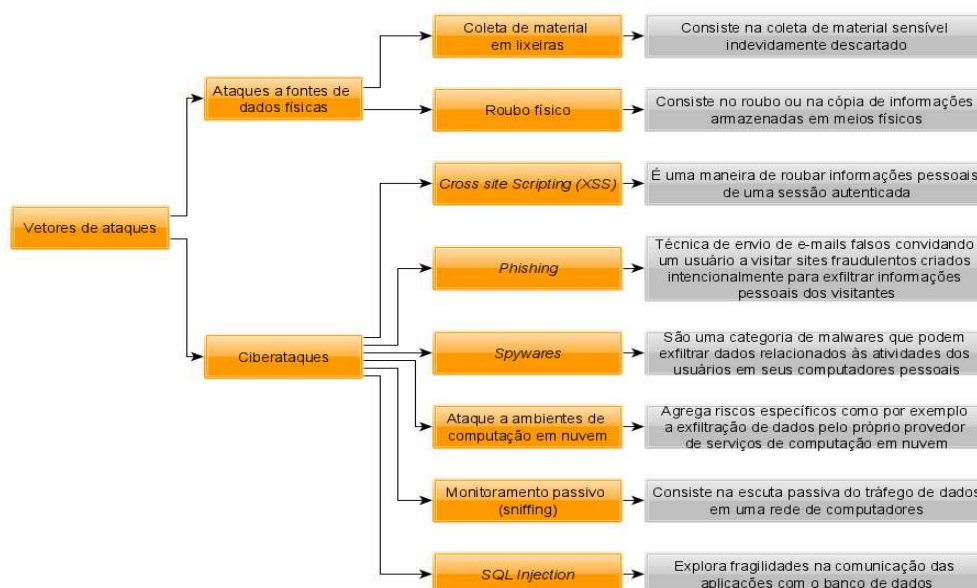 Coleta de material
em lixeiras
Consiste na coleta de material sensível
indevidamente descartado
Ataques a fontes de
dados físicas
Roubo físico
Consiste no roubo ou na cópia de informações
armazenadas em meios físicos
Cross site Scripting (XSS)
É uma maneira de roubar informações pessoais
de uma sessão autenticada
Vetores de ataques
Phishing
Técnica de envio de e-mails falsos convidando
um usuário a visitar sites fraudulentos criados
intencionalmente para exfiltrar informações
pessoais dos visitantes
Ciberataques
Spywares
São uma categoria de malwares que podem
exfiltrar dados relacionados às atividades dos
usuários em seus computadores pessoais
Ataque a ambientes de
computação em nuvem
Agrega riscos específicos como por exemplo
a exfiltração de dados pelo próprio provedor
de serviços de computação em nuvem
Monitoramento passivo
(sniffing)
Consiste na escuta passiva do tráfego de dados
em uma rede de computadores
SQL Injection
Explora fragilidades na comunicação das
aplicações com o banco de dados